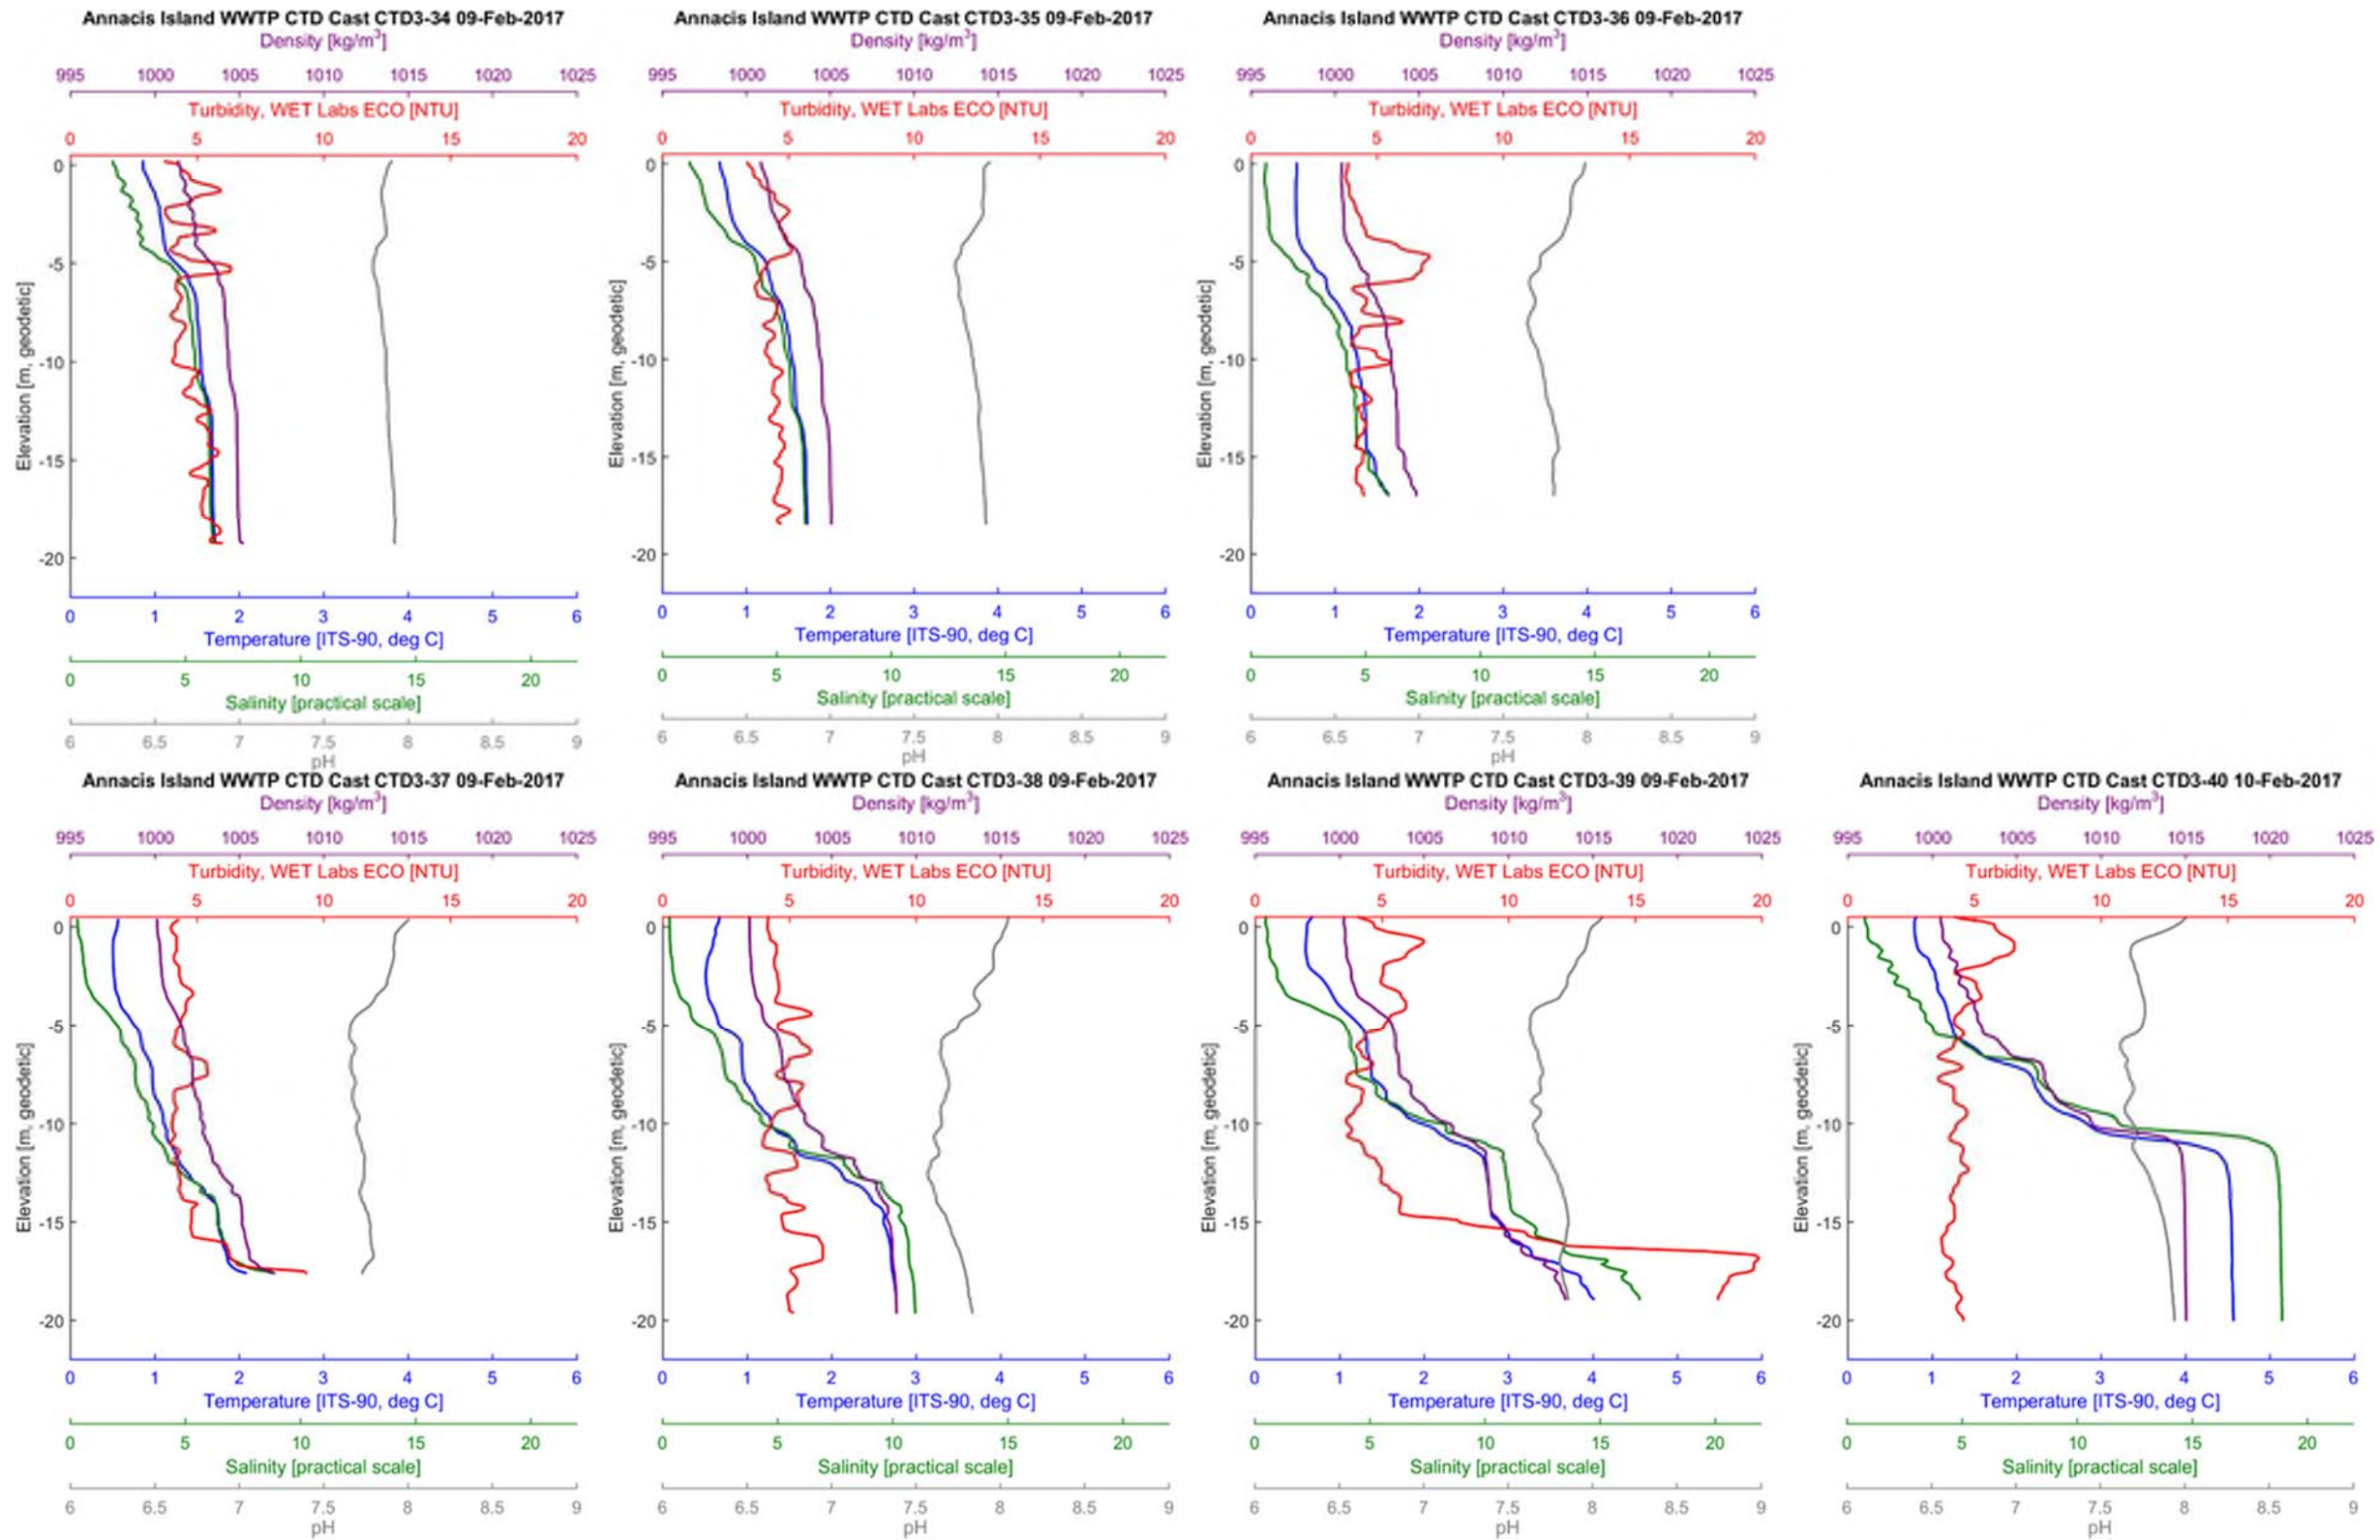 Annacis Island WWTP CTD Cast CTD3-34 09-Feb-2017
Density [kg/m³]
995 1000 1005 1010 1015 1020 1025
Turbidity, WET Labs ECO [NTU]
0 5 10 15 20
Elevation [m, geodetic]
0
-5
-10
-15
-20
0 1 2 3 4 5 6
Temperature [ITS-90, deg C]
0 5 10 15 20
Salinity [practical scale]
6 6.5 7 7.5 8 8.5 9
pH
Annacis Island WWTP CTD Cast CTD3-35 09-Feb-2017
Density [kg/m³]
995 1000 1005 1010 1015 1020 1025
Turbidity, WET Labs ECO [NTU]
0 5 10 15 20
Elevation [m, geodetic]
0
-5
-10
-15
-20
0 1 2 3 4 5 6
Temperature [ITS-90, deg C]
0 5 10 15 20
Salinity [practical scale]
6 6.5 7 7.5 8 8.5 9
pH
Annacis Island WWTP CTD Cast CTD3-36 09-Feb-2017
Density [kg/m³]
995 1000 1005 1010 1015 1020 1025
Turbidity, WET Labs ECO [NTU]
0 5 10 15 20
Elevation [m, geodetic]
0
-5
-10
-15
-20
0 1 2 3 4 5 6
Temperature [ITS-90, deg C]
0 5 10 15 20
Salinity [practical scale]
6 6.5 7 7.5 8 8.5 9
pH
Annacis Island WWTP CTD Cast CTD3-37 09-Feb-2017
Density [kg/m³]
995 1000 1005 1010 1015 1020 1025
Turbidity, WET Labs ECO [NTU]
0 5 10 15 20
Elevation [m, geodetic]
0
-5
-10
-15
-20
0 1 2 3 4 5 6
Temperature [ITS-90, deg C]
0 5 10 15 20
Salinity [practical scale]
6 6.5 7 7.5 8 8.5 9
pH
Annacis Island WWTP CTD Cast CTD3-38 09-Feb-2017
Density [kg/m³]
995 1000 1005 1010 1015 1020 1025
Turbidity, WET Labs ECO [NTU]
0 5 10 15 20
Elevation [m, geodetic]
0
-5
-10
-15
-20
0 1 2 3 4 5 6
Temperature [ITS-90, deg C]
0 5 10 15 20
Salinity [practical scale]
6 6.5 7 7.5 8 8.5 9
pH
Annacis Island WWTP CTD Cast CTD3-39 09-Feb-2017
Density [kg/m³]
995 1000 1005 1010 1015 1020 1025
Turbidity, WET Labs ECO [NTU]
0 5 10 15 20
Elevation [m, geodetic]
0
-5
-10
-15
-20
0 1 2 3 4 5 6
Temperature [ITS-90, deg C]
0 5 10 15 20
Salinity [practical scale]
6 6.5 7 7.5 8 8.5 9
pH
Annacis Island WWTP CTD Cast CTD3-40 10-Feb-2017
Density [kg/m³]
995 1000 1005 1010 1015 1020 1025
Turbidity, WET Labs ECO [NTU]
0 5 10 15 20
Elevation [m, geodetic]
0
-5
-10
-15
-20
0 1 2 3 4 5 6
Temperature [ITS-90, deg C]
0 5 10 15 20
Salinity [practical scale]
6 6.5 7 7.5 8 8.5 9
pH